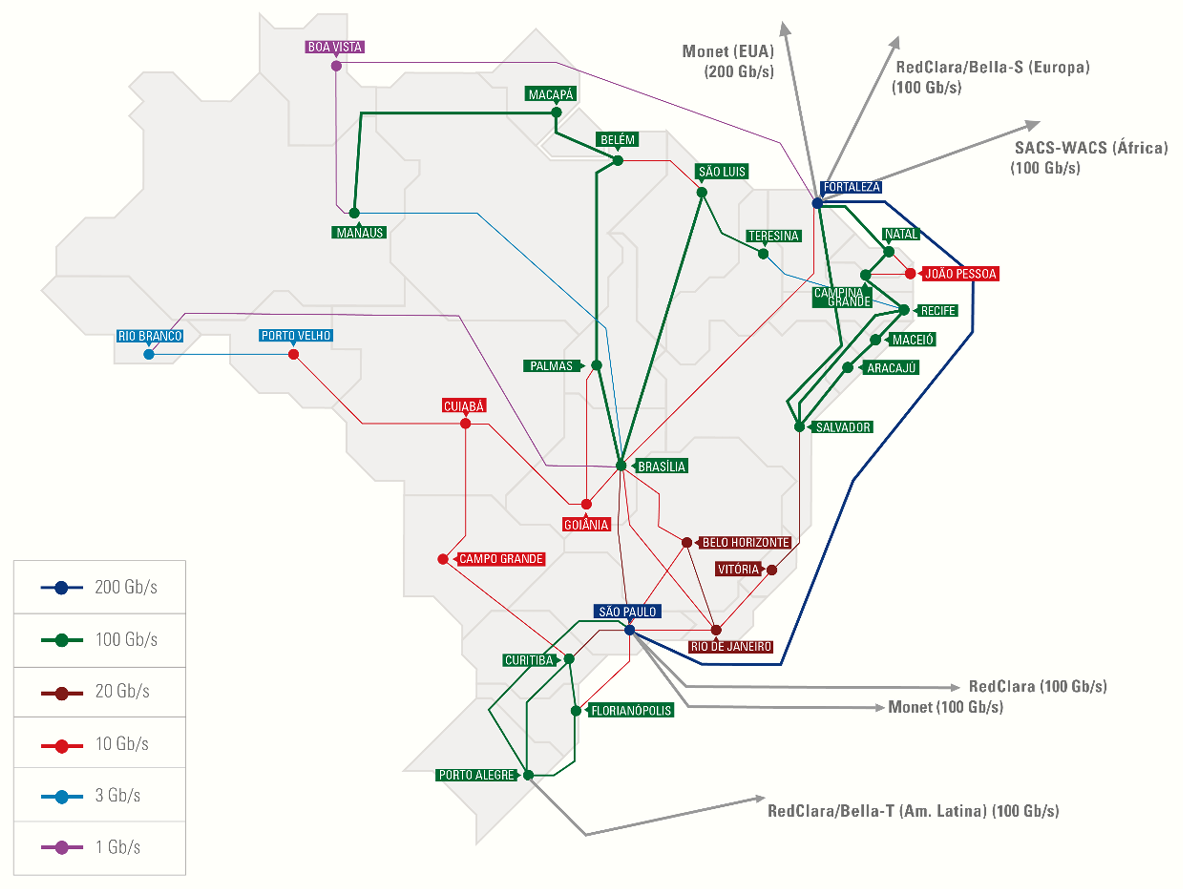 BOA VISTA
Monet (EUA)
(200 Gb/s)
RedClara/Bella-S (Europa)
(100 Gb/s)
MACAPÁ
SACS-WACS (África)
(100 Gb/s)
BELÉM
SÃO LUIS
FORTALEZA
MANAUS
TERESINA
NATAL
JOÃO PESSOA
CAMPINA
GRANDE
RECIFE
RIO BRANCO
PORTO VELHO
MACEIÓ
PALMAS
ARACAJÚ
CUIABÁ
SALVADOR
BRASÍLIA
GOIÂNIA
BELO HORIZONTE
CAMPO GRANDE
VITÓRIA
SÃO PAULO
RIO DE JANEIRO
CURITIBA
RedClara (100 Gb/s)
Monet (100 Gb/s)
FLORIANÓPOLIS
PORTO ALEGRE
RedClara/Bella-T (Am. Latina) (100 Gb/s)
200 Gb/s
100 Gb/s
20 Gb/s
10 Gb/s
3 Gb/s
1 Gb/s